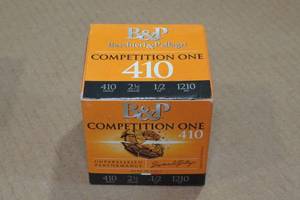 B&P
Baschieri & Pellagri
COMPETITION ONE
410
410 2½ 1/2 1210
B&P
COMPETITION ONE
410
UNPARALLELED
PERFORMANCE
410 2½ 1/2 1210